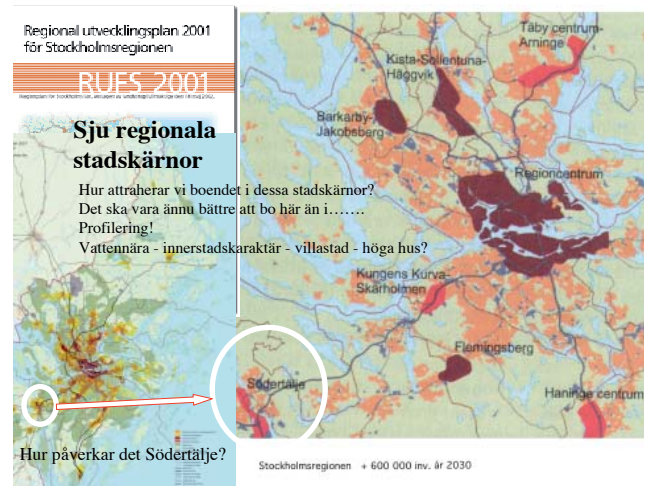 Regional utvecklingsplan 2001
för Stockholmsregionen
RUFS 2001
Sju regionala
stadskärnor
Hur attraherar vi boendet i dessa stadskärnor?
Det ska vara ännu bättre att bo här än i…….
Profilering!
Vattennära - innerstadskaraktär - villastad - höga hus?
Hur påverkar det Södertälje?
Täby centrum-
Arninge
Kista-Sollentuna-
Häggvik
Barkarby-
Jakobsberg
Regioncentrum
Kungens Kurva-
Skärholmen
Flemingsberg
Södertälje
Haninge centrum
Stockholmsregionen + 600 000 inv. år 2030